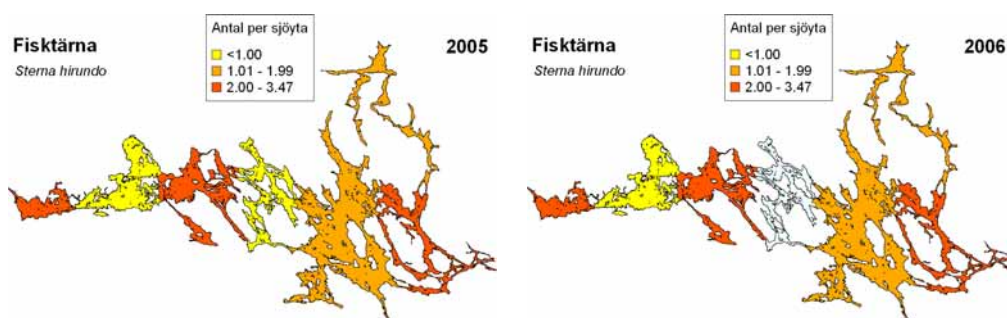 Fisktärna
Sterna hirundo
Antal per sjöyta
<1.00
1.01 - 1.99
2.00 - 3.47
2005
Fisktärna
Sterna hirundo
Antal per sjöyta
<1.00
1.01 - 1.99
2.00 - 3.47
2006